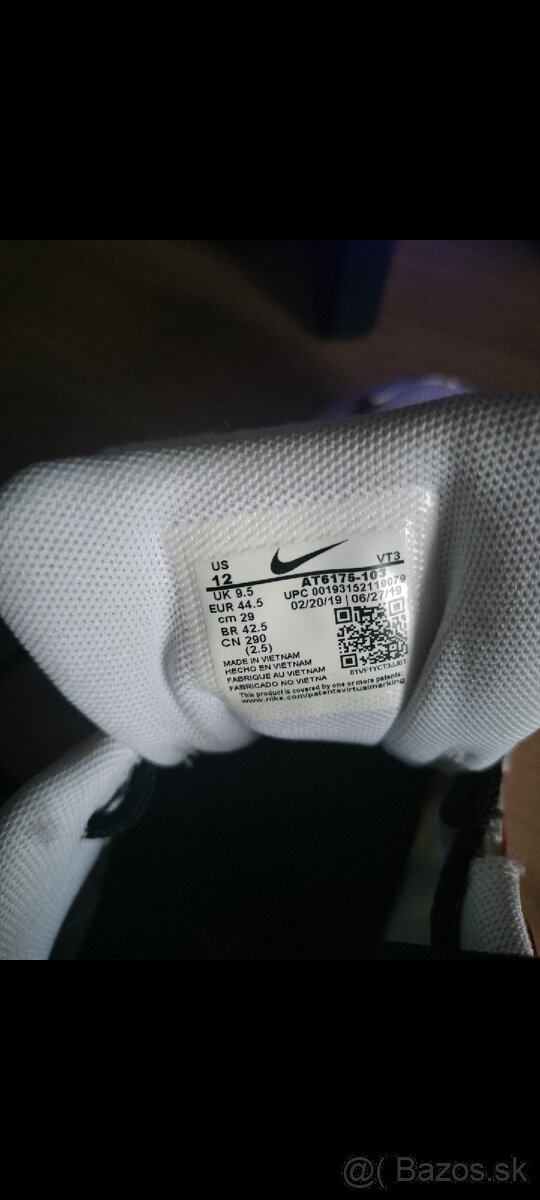 US VT3
12 AT6175-103
UK 9.5 UPC 00193152119079
EUR 44.5 02/20/19 | 06/27/19
cm 29
BR 42.5
CN 290
(2.5)
MADE IN VIETNAM
HECHO EN VIETNAM
FABRIQUE AU VIETNAM
FABRICADO NO VIETNA
01VF1YCT3JJ01
This product is covered by one or more patents:
www.nike.com/patentsvirtualmarking
@( Bazos.sk